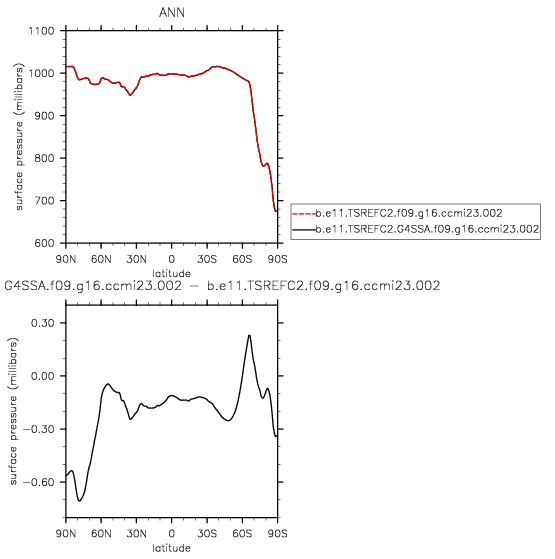 ANN
surface pressure (millibars)
1100
1000
900
800
700
600
90N 60N 30N 0 30S 60S 90S
latitude
b.e11.TSREFC2.f09.g16.ccmi23.002
b.e11.TSREFC2.G4SSA.f09.g16.ccmi23.002
G4SSA.f09.g16.ccmi23.002 − b.e11.TSREFC2.f09.g16.ccmi23.002
surface pressure (millibars)
0.30
0.00
−0.30
−0.60
90N 60N 30N 0 30S 60S 90S
latitude